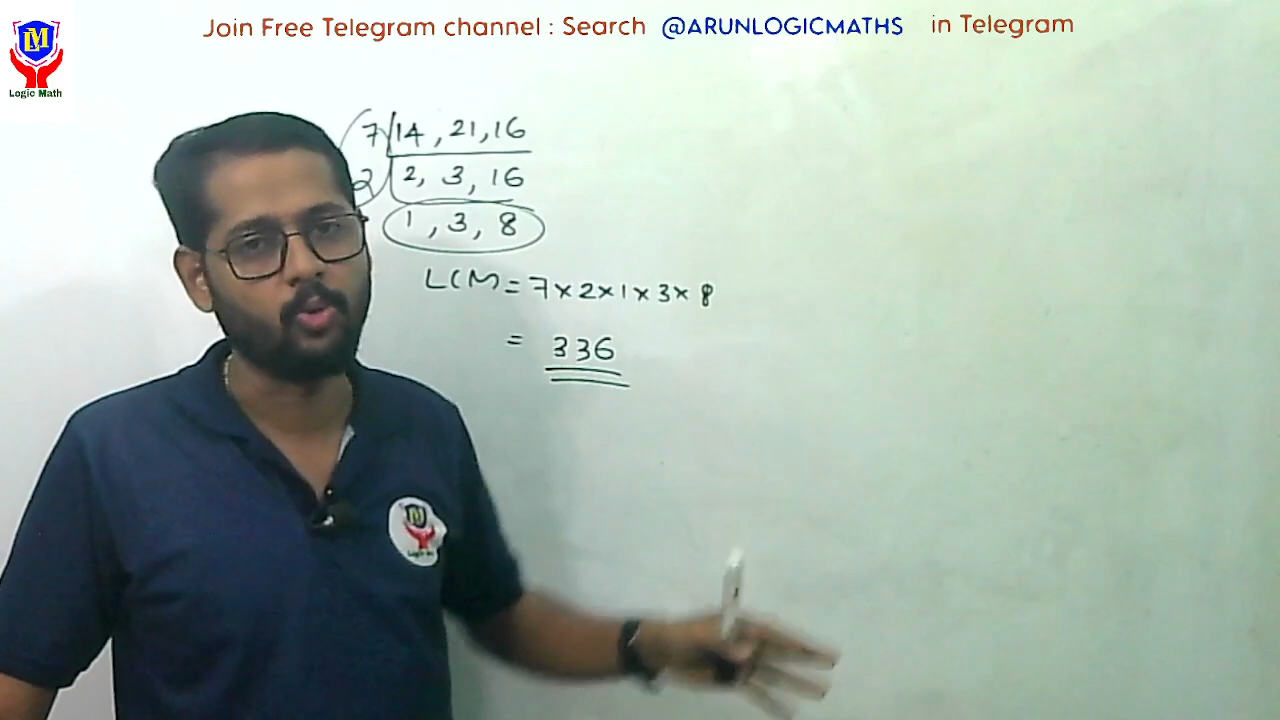 Join Free Telegram channel : Search @ARUNLOGICMATHS in Telegram
LM
Logic Math
7 14, 21, 16
2 2, 3, 16
1, 3, 8
LCM = 7 × 2 × 1 × 3 × 8
= 336